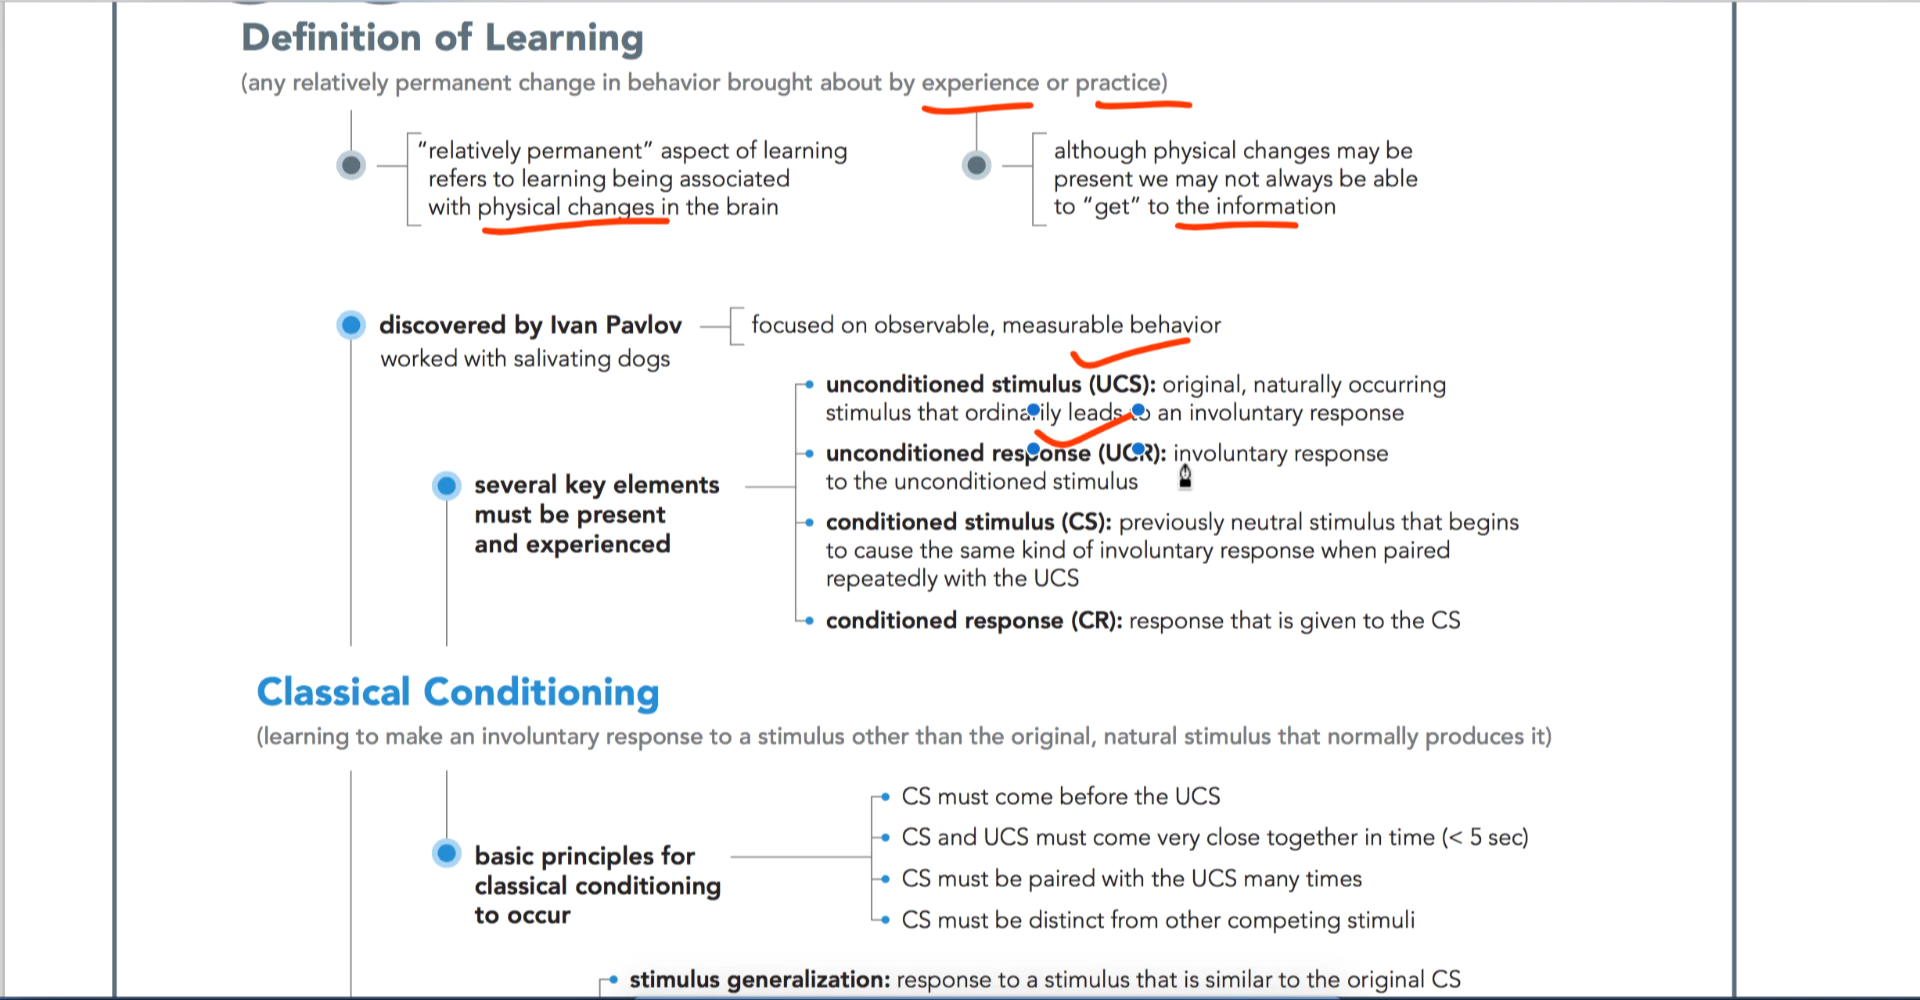 Definition of Learning
(any relatively permanent change in behavior brought about by experience or practice)
“relatively permanent” aspect of learning
refers to learning being associated
with physical changes in the brain
although physical changes may be
present we may not always be able
to “get” to the information
discovered by Ivan Pavlov
worked with salivating dogs
focused on observable, measurable behavior
several key elements
must be present
and experienced
unconditioned stimulus (UCS): original, naturally occurring
stimulus that ordinarily leads to an involuntary response
unconditioned response (UCR): involuntary response
to the unconditioned stimulus
conditioned stimulus (CS): previously neutral stimulus that begins
to cause the same kind of involuntary response when paired
repeatedly with the UCS
conditioned response (CR): response that is given to the CS
Classical Conditioning
(learning to make an involuntary response to a stimulus other than the original, natural stimulus that normally produces it)
basic principles for
classical conditioning
to occur
CS must come before the UCS
CS and UCS must come very close together in time (< 5 sec)
CS must be paired with the UCS many times
CS must be distinct from other competing stimuli
stimulus generalization: response to a stimulus that is similar to the original CS